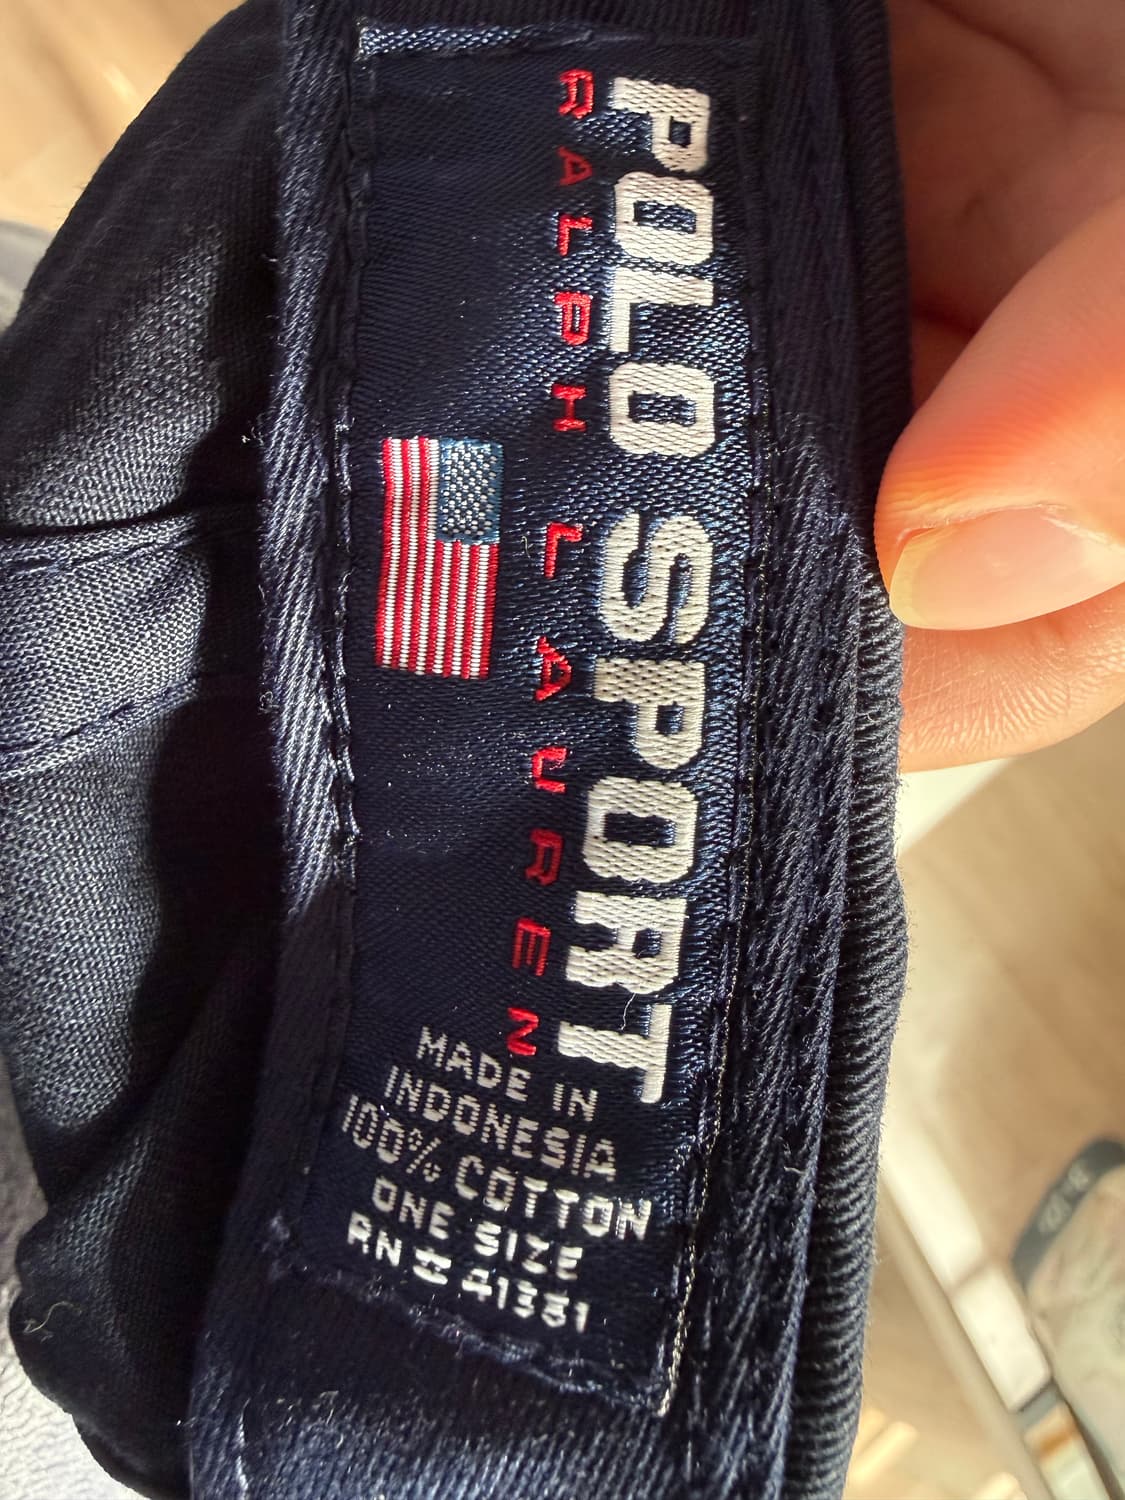 POLO SPORT
RALPH LAUREN
MADE IN
INDONESIA
100% COTTON
ONE SIZE
RN#41381